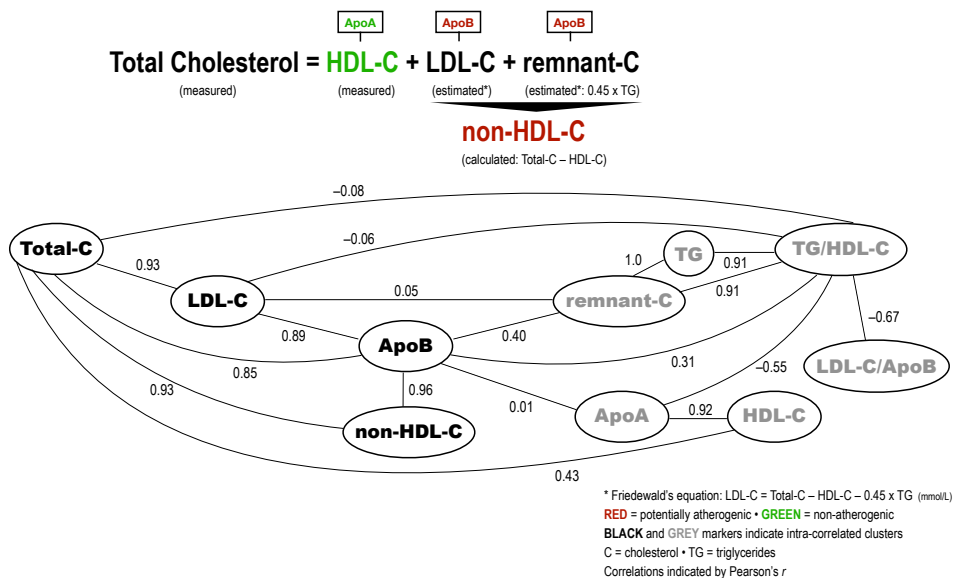 ApoA
ApoB
ApoB
Total Cholesterol = HDL-C + LDL-C + remnant-C
(measured)
(measured)
(estimated*)
(estimated*: 0.45 x TG)
non-HDL-C
(calculated: Total-C – HDL-C)
–0.08
Total-C
–0.06
TG
TG/HDL-C
0.93
1.0
0.91
LDL-C
0.05
remnant-C
0.91
0.89
ApoB
0.40
–0.67
0.85
0.31
–0.55
LDL-C/ApoB
0.93
0.96
0.01
ApoA
0.92
HDL-C
non-HDL-C
0.43
* Friedewald's equation: LDL-C = Total-C – HDL-C – 0.45 x TG (mmol/L)
RED = potentially atherogenic • GREEN = non-atherogenic
BLACK and GREY markers indicate intra-correlated clusters
C = cholesterol • TG = triglycerides
Correlations indicated by Pearson's r